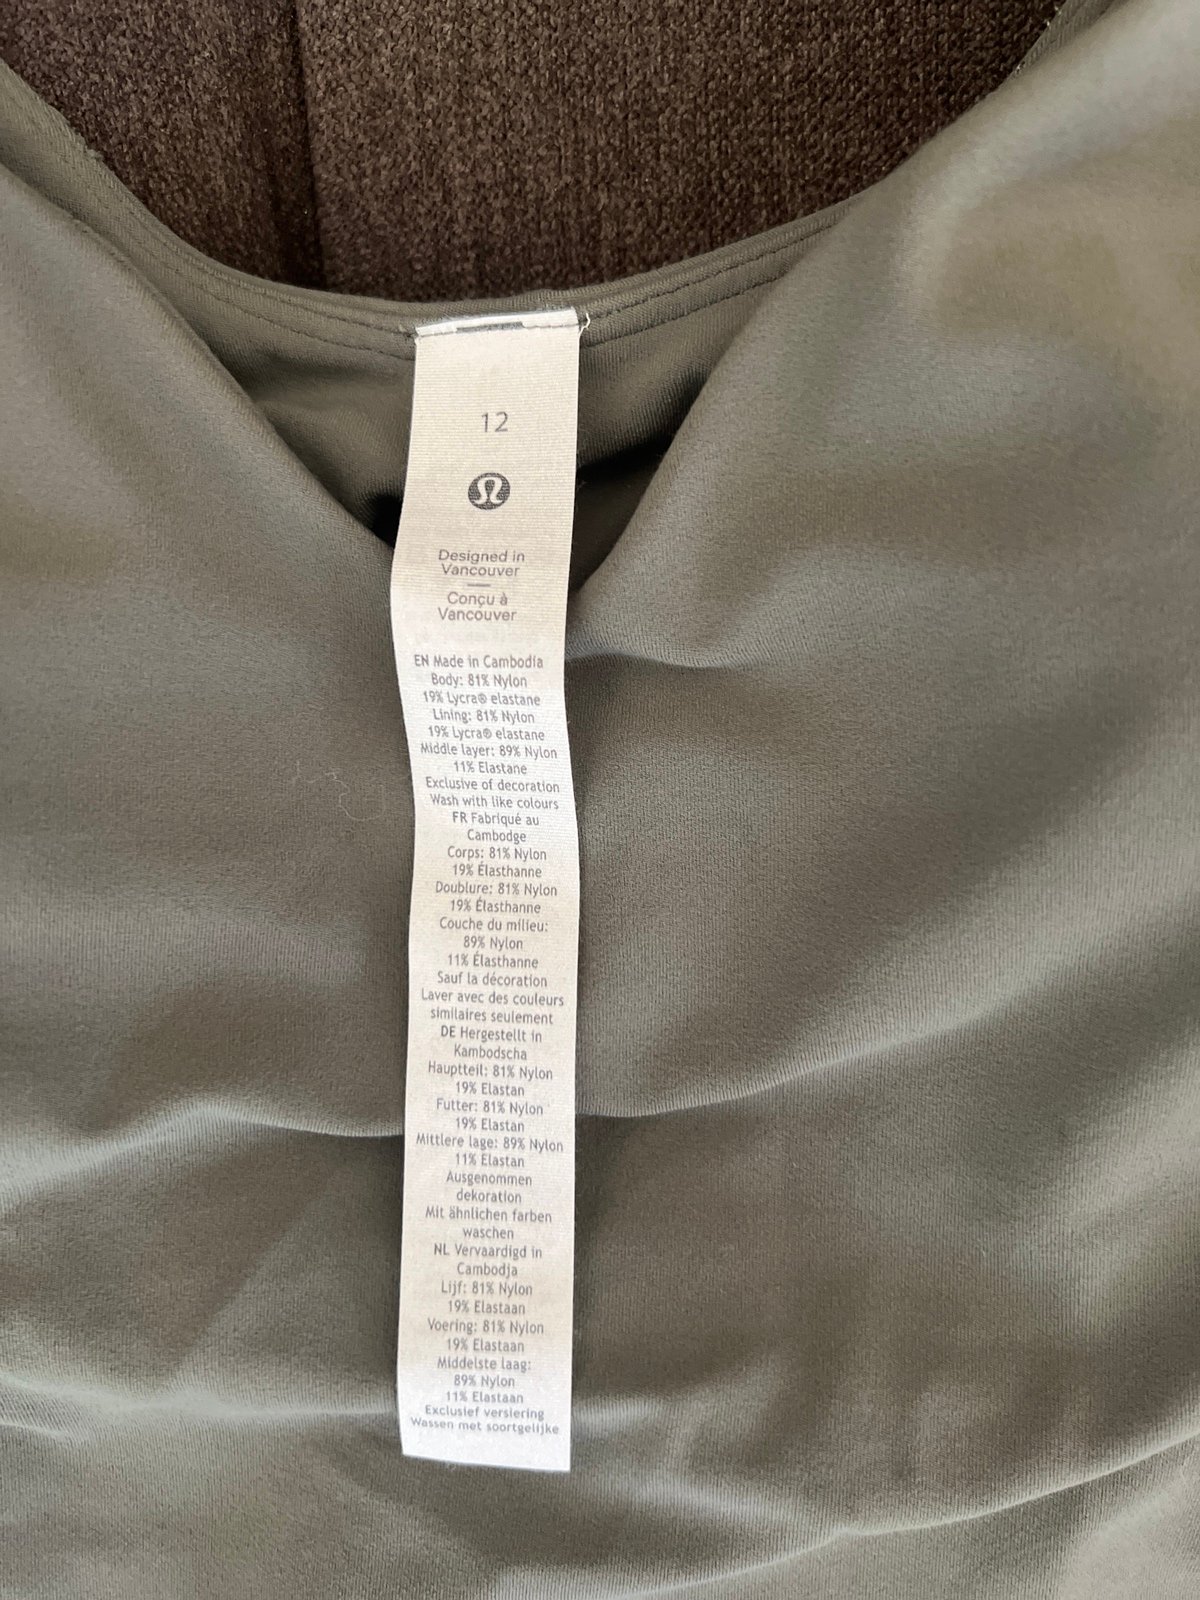 12
Designed in
Vancouver
Conçu à
Vancouver
EN Made in Cambodia
Body: 81% Nylon
19% Lycra® elastane
Lining: 81% Nylon
19% Lycra® elastane
Middle layer: 89% Nylon
11% Elastane
Exclusive of decoration
Wash with like colours
FR Fabriqué au
Cambodge
Corps: 81% Nylon
19% Élasthanne
Doublure: 81% Nylon
19% Élasthanne
Couche du milieu:
89% Nylon
11% Élasthanne
Sauf la décoration
Laver avec des couleurs
similaires seulement
DE Hergestellt in
Kambodscha
Hauptteil: 81% Nylon
19% Elastan
Futter: 81% Nylon
19% Elastan
Mittlere lage: 89% Nylon
11% Elastan
Ausgenommen
dekoration
Mit ähnlichen farben
waschen
NL Vervaardigd in
Cambodja
Lijf: 81% Nylon
19% Elastaan
Voering: 81% Nylon
19% Elastaan
Middelste laag:
89% Nylon
11% Elastaan
Exclusief versiering
Wassen met soortgelijke